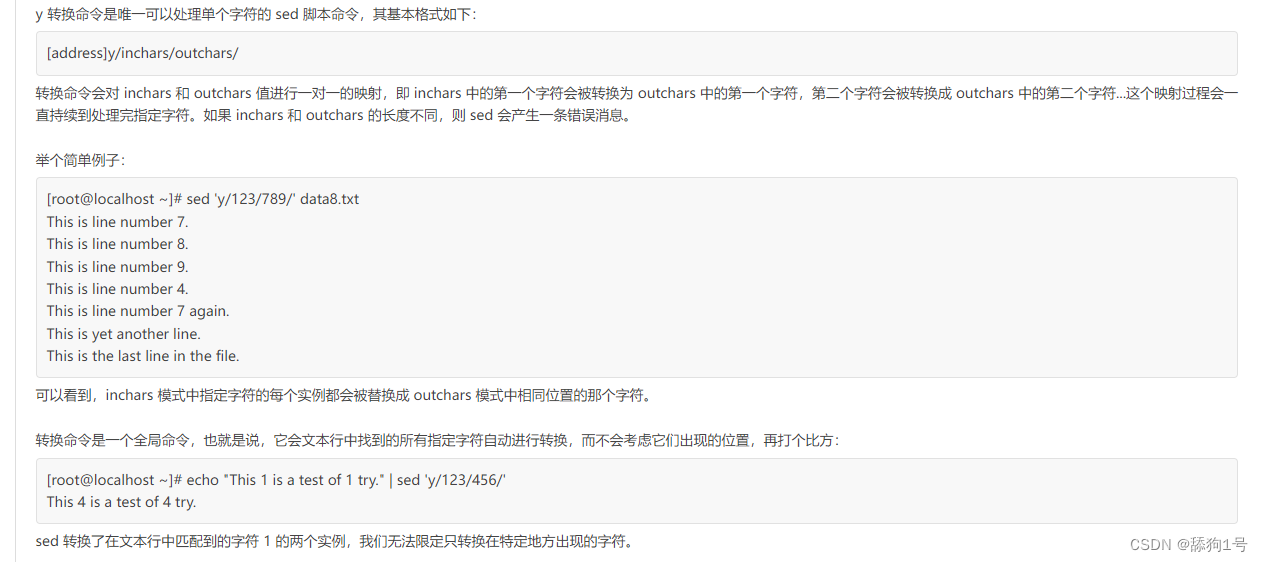 y 转换命令是唯一可以处理单个字符的 sed 脚本命令，其基本格式如下：
[address]y/inchars/outchars/
转换命令会对 inchars 和 outchars 值进行一对一的映射，即 inchars 中的第一个字符会被转换为 outchars 中的第一个字符，第二个字符会被转换成 outchars 中的第二个字符...这个映射过程会一
直持续到处理完指定字符。如果 inchars 和 outchars 的长度不同，则 sed 会产生一条错误消息。
举个简单例子：
[root@localhost ~]# sed 'y/123/789/' data8.txt
This is line number 7.
This is line number 8.
This is line number 9.
This is line number 4.
This is line number 7 again.
This is yet another line.
This is the last line in the file.
可以看到，inchars 模式中指定字符的每个实例都会被替换成 outchars 模式中相同位置的那个字符。
转换命令是一个全局命令，也就是说，它会文本行中找到的所有指定字符自动进行转换，而不会考虑它们出现的位置，再打个比方：
[root@localhost ~]# echo "This 1 is a test of 1 try." | sed 'y/123/456/'
This 4 is a test of 4 try.
sed 转换了在文本行中匹配到的字符 1 的两个实例，我们无法限定只转换在特定地方出现的字符。
CSDN @舔狗1号